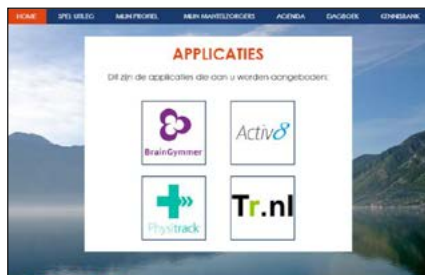 HOME SPEL UITLEG MIJN PROFIEL MIJN MANTELZORGERS AGENDA DAGBOEK KENNISBANK
APPLICATIES
Dit zijn de applicaties die aan u worden aangeboden:
BrainGymmer Activ8
Physitrack Tr.nl